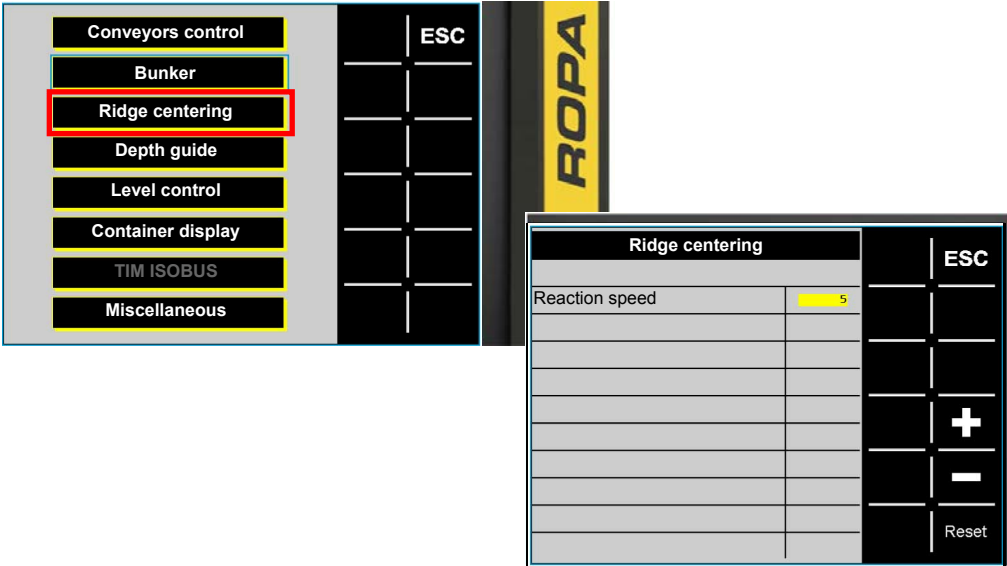 Conveyors control
ESC
Bunker
Ridge centering
Depth guide
Level control
Container display
TIM ISOBUS
Miscellaneous
ROPA
Ridge centering
ESC
Reaction speed 5
Reset